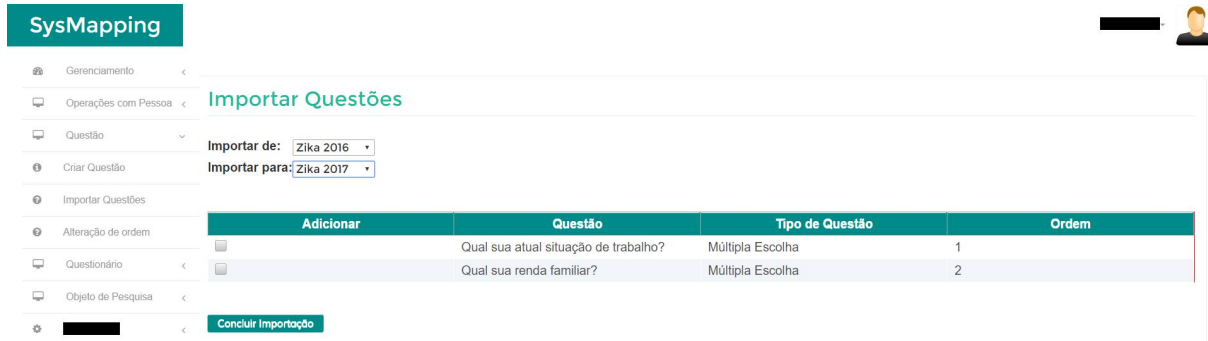 SysMapping
Gerenciamento
Operações com Pessoa
Questão
Criar Questão
Importar Questões
Alteração de ordem
Questionário
Objeto de Pesquisa
Importar Questões
Importar de: Zika 2016
Importar para: Zika 2017
Adicionar Questão Tipo de Questão Ordem
Qual sua atual situação de trabalho? Múltipla Escolha 1
Qual sua renda familiar? Múltipla Escolha 2
Concluir Importação